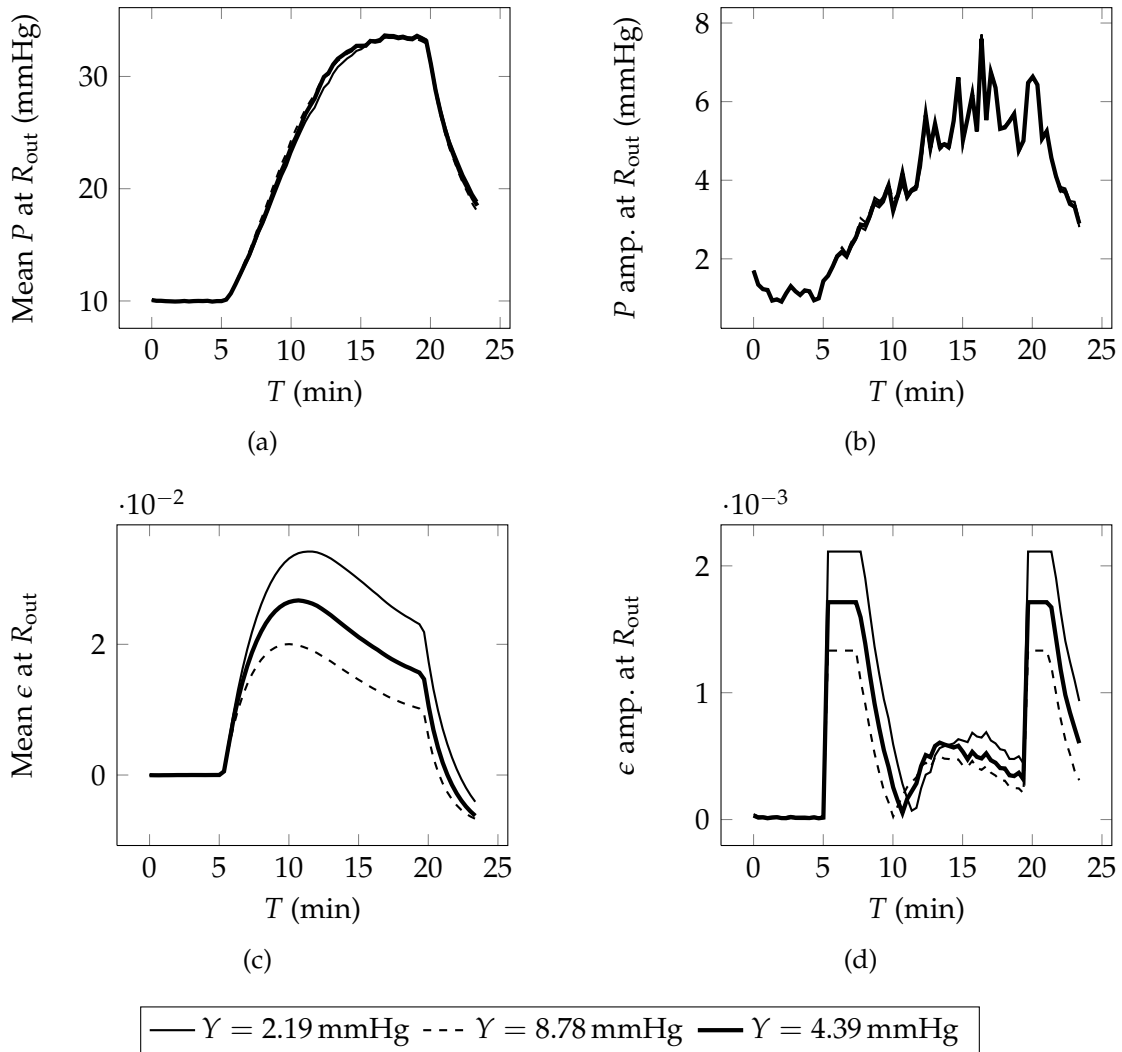 30
20
10
Mean P at R_out (mmHg)
0 5 10 15 20 25
T (min)
(a)
8
6
4
2
P amp. at R_out (mmHg)
0 5 10 15 20 25
T (min)
(b)
·10⁻²
2
0
Mean ϵ at R_out
0 5 10 15 20 25
T (min)
(c)
·10⁻³
2
1
0
ϵ amp. at R_out
0 5 10 15 20 25
T (min)
(d)
Y = 2.19 mmHg Y = 8.78 mmHg Y = 4.39 mmHg